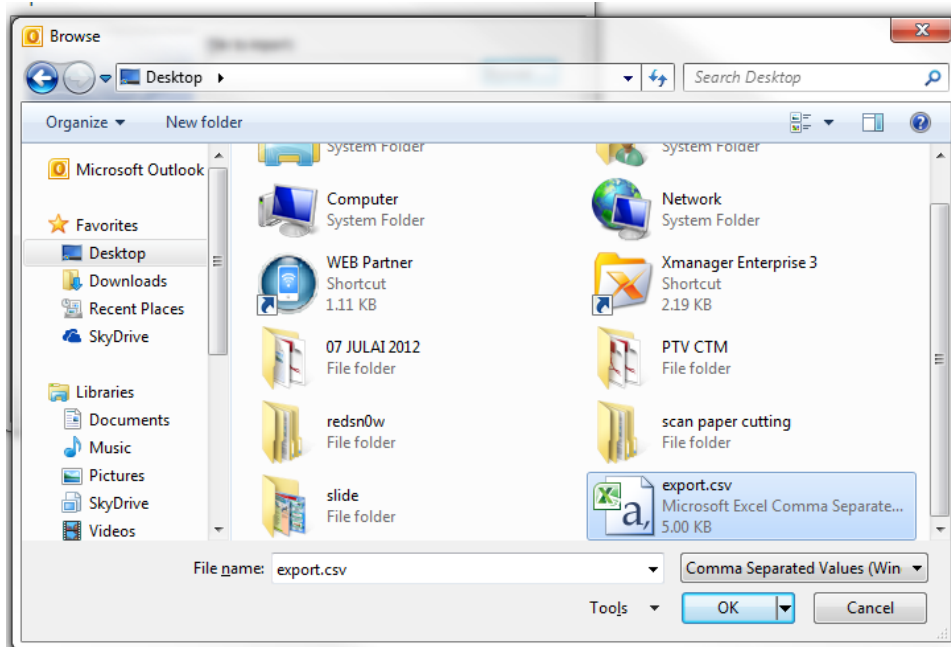 Browse
Desktop
Search Desktop
Organize
New folder
Microsoft Outlook
Favorites
Desktop
Downloads
Recent Places
SkyDrive
Libraries
Documents
Music
Pictures
SkyDrive
Videos
System Folder
System Folder
Computer
System Folder
Network
System Folder
WEB Partner
Shortcut
1.11 KB
Xmanager Enterprise 3
Shortcut
2.19 KB
07 JULAI 2012
File folder
PTV CTM
File folder
redsn0w
File folder
scan paper cutting
File folder
slide
File folder
export.csv
Microsoft Excel Comma Separate...
5.00 KB
File name: export.csv
Comma Separated Values (Win
Tools
OK
Cancel